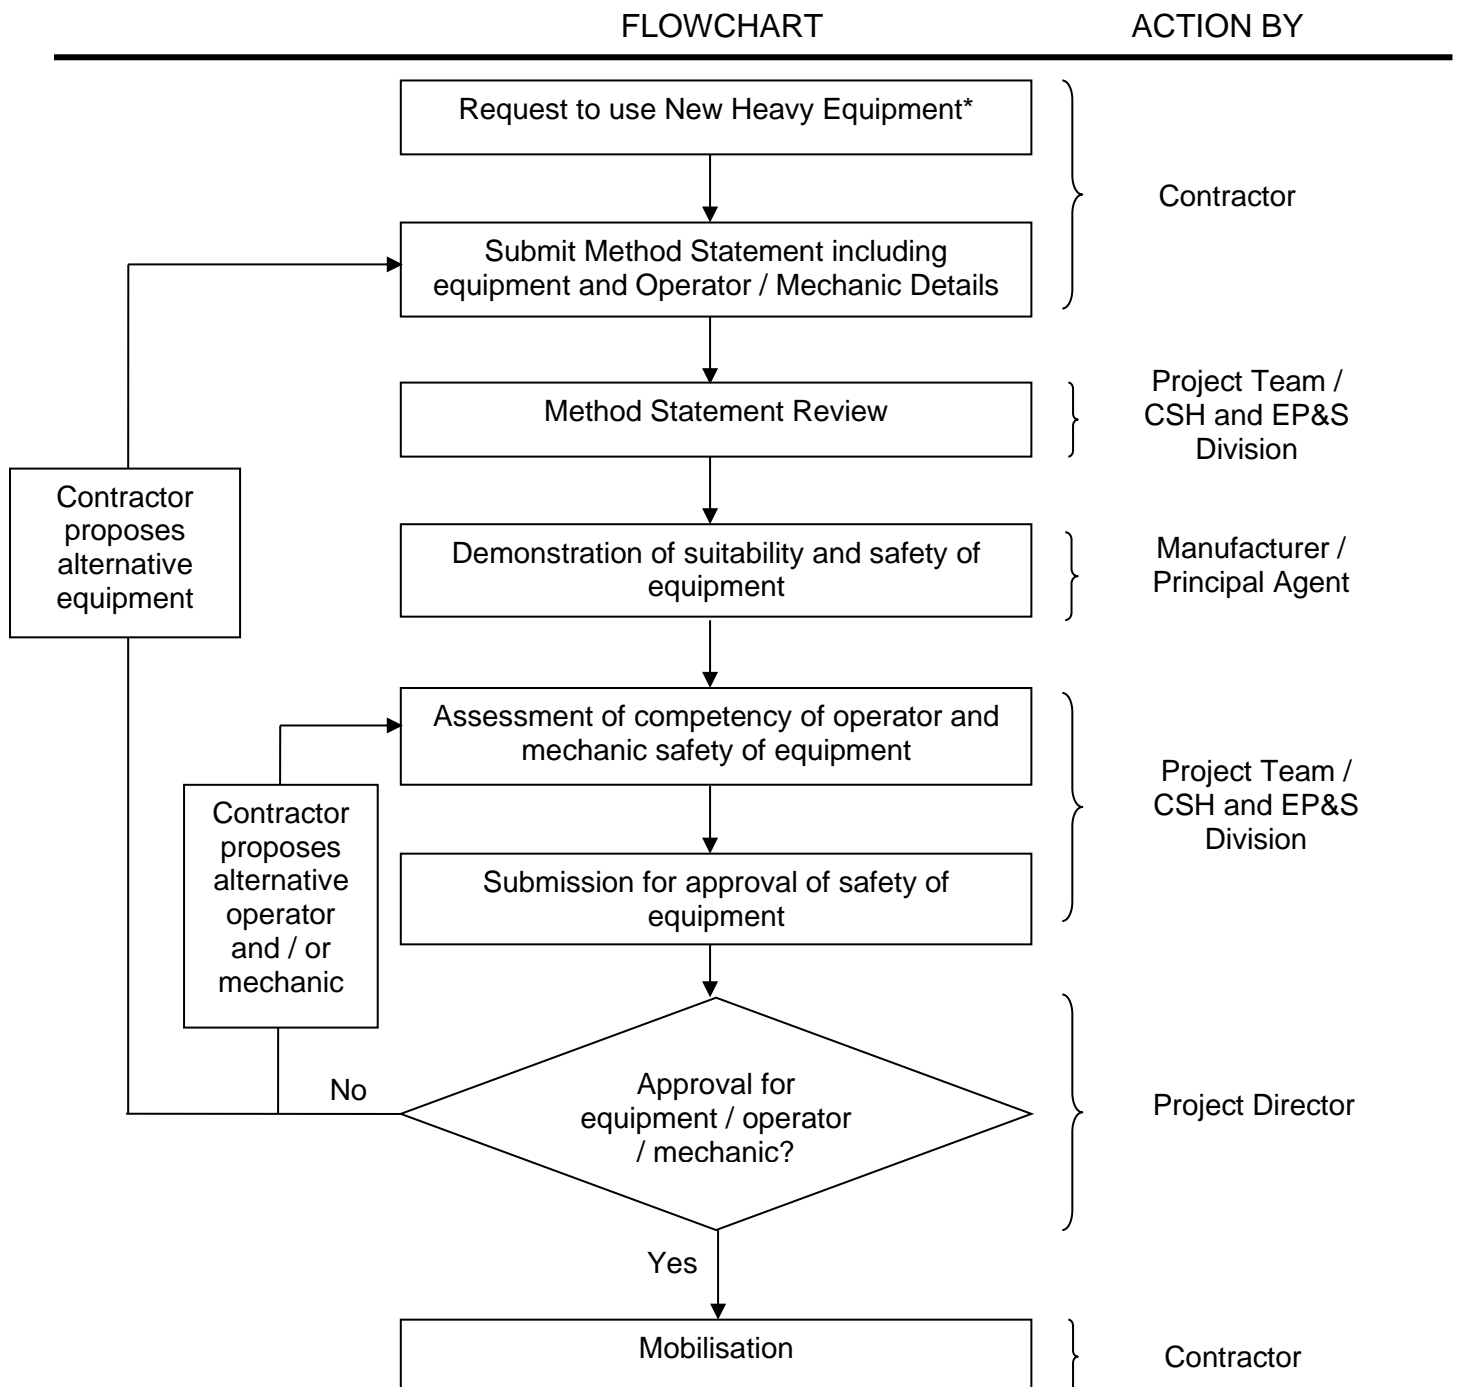 FLOWCHART
ACTION BY
Request to use New Heavy Equipment*
Contractor
Submit Method Statement including
equipment and Operator / Mechanic Details
Method Statement Review
Project Team /
CSH and EP&S
Division
Contractor
proposes
alternative
equipment
Demonstration of suitability and safety of
equipment
Manufacturer /
Principal Agent
Assessment of competency of operator and
mechanic safety of equipment
Project Team /
CSH and EP&S
Division
Contractor
proposes
alternative
operator
and / or
mechanic
Submission for approval of safety of
equipment
No
Approval for
equipment / operator
/ mechanic?
Project Director
Yes
Mobilisation
Contractor